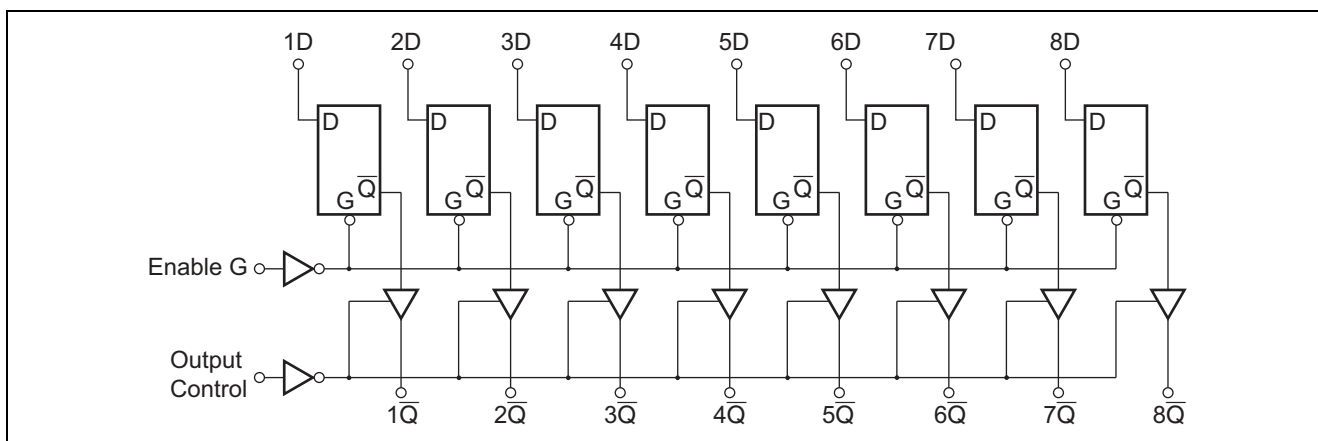 1D 2D 3D 4D 5D 6D 7D 8D
D D D D D D D D
Q̅ Q̅ Q̅ Q̅ Q̅ Q̅ Q̅ Q̅
G G G G G G G G
Enable G
Output
Control
1Q̅ 2Q̅ 3Q̅ 4Q̅ 5Q̅ 6Q̅ 7Q̅ 8Q̅